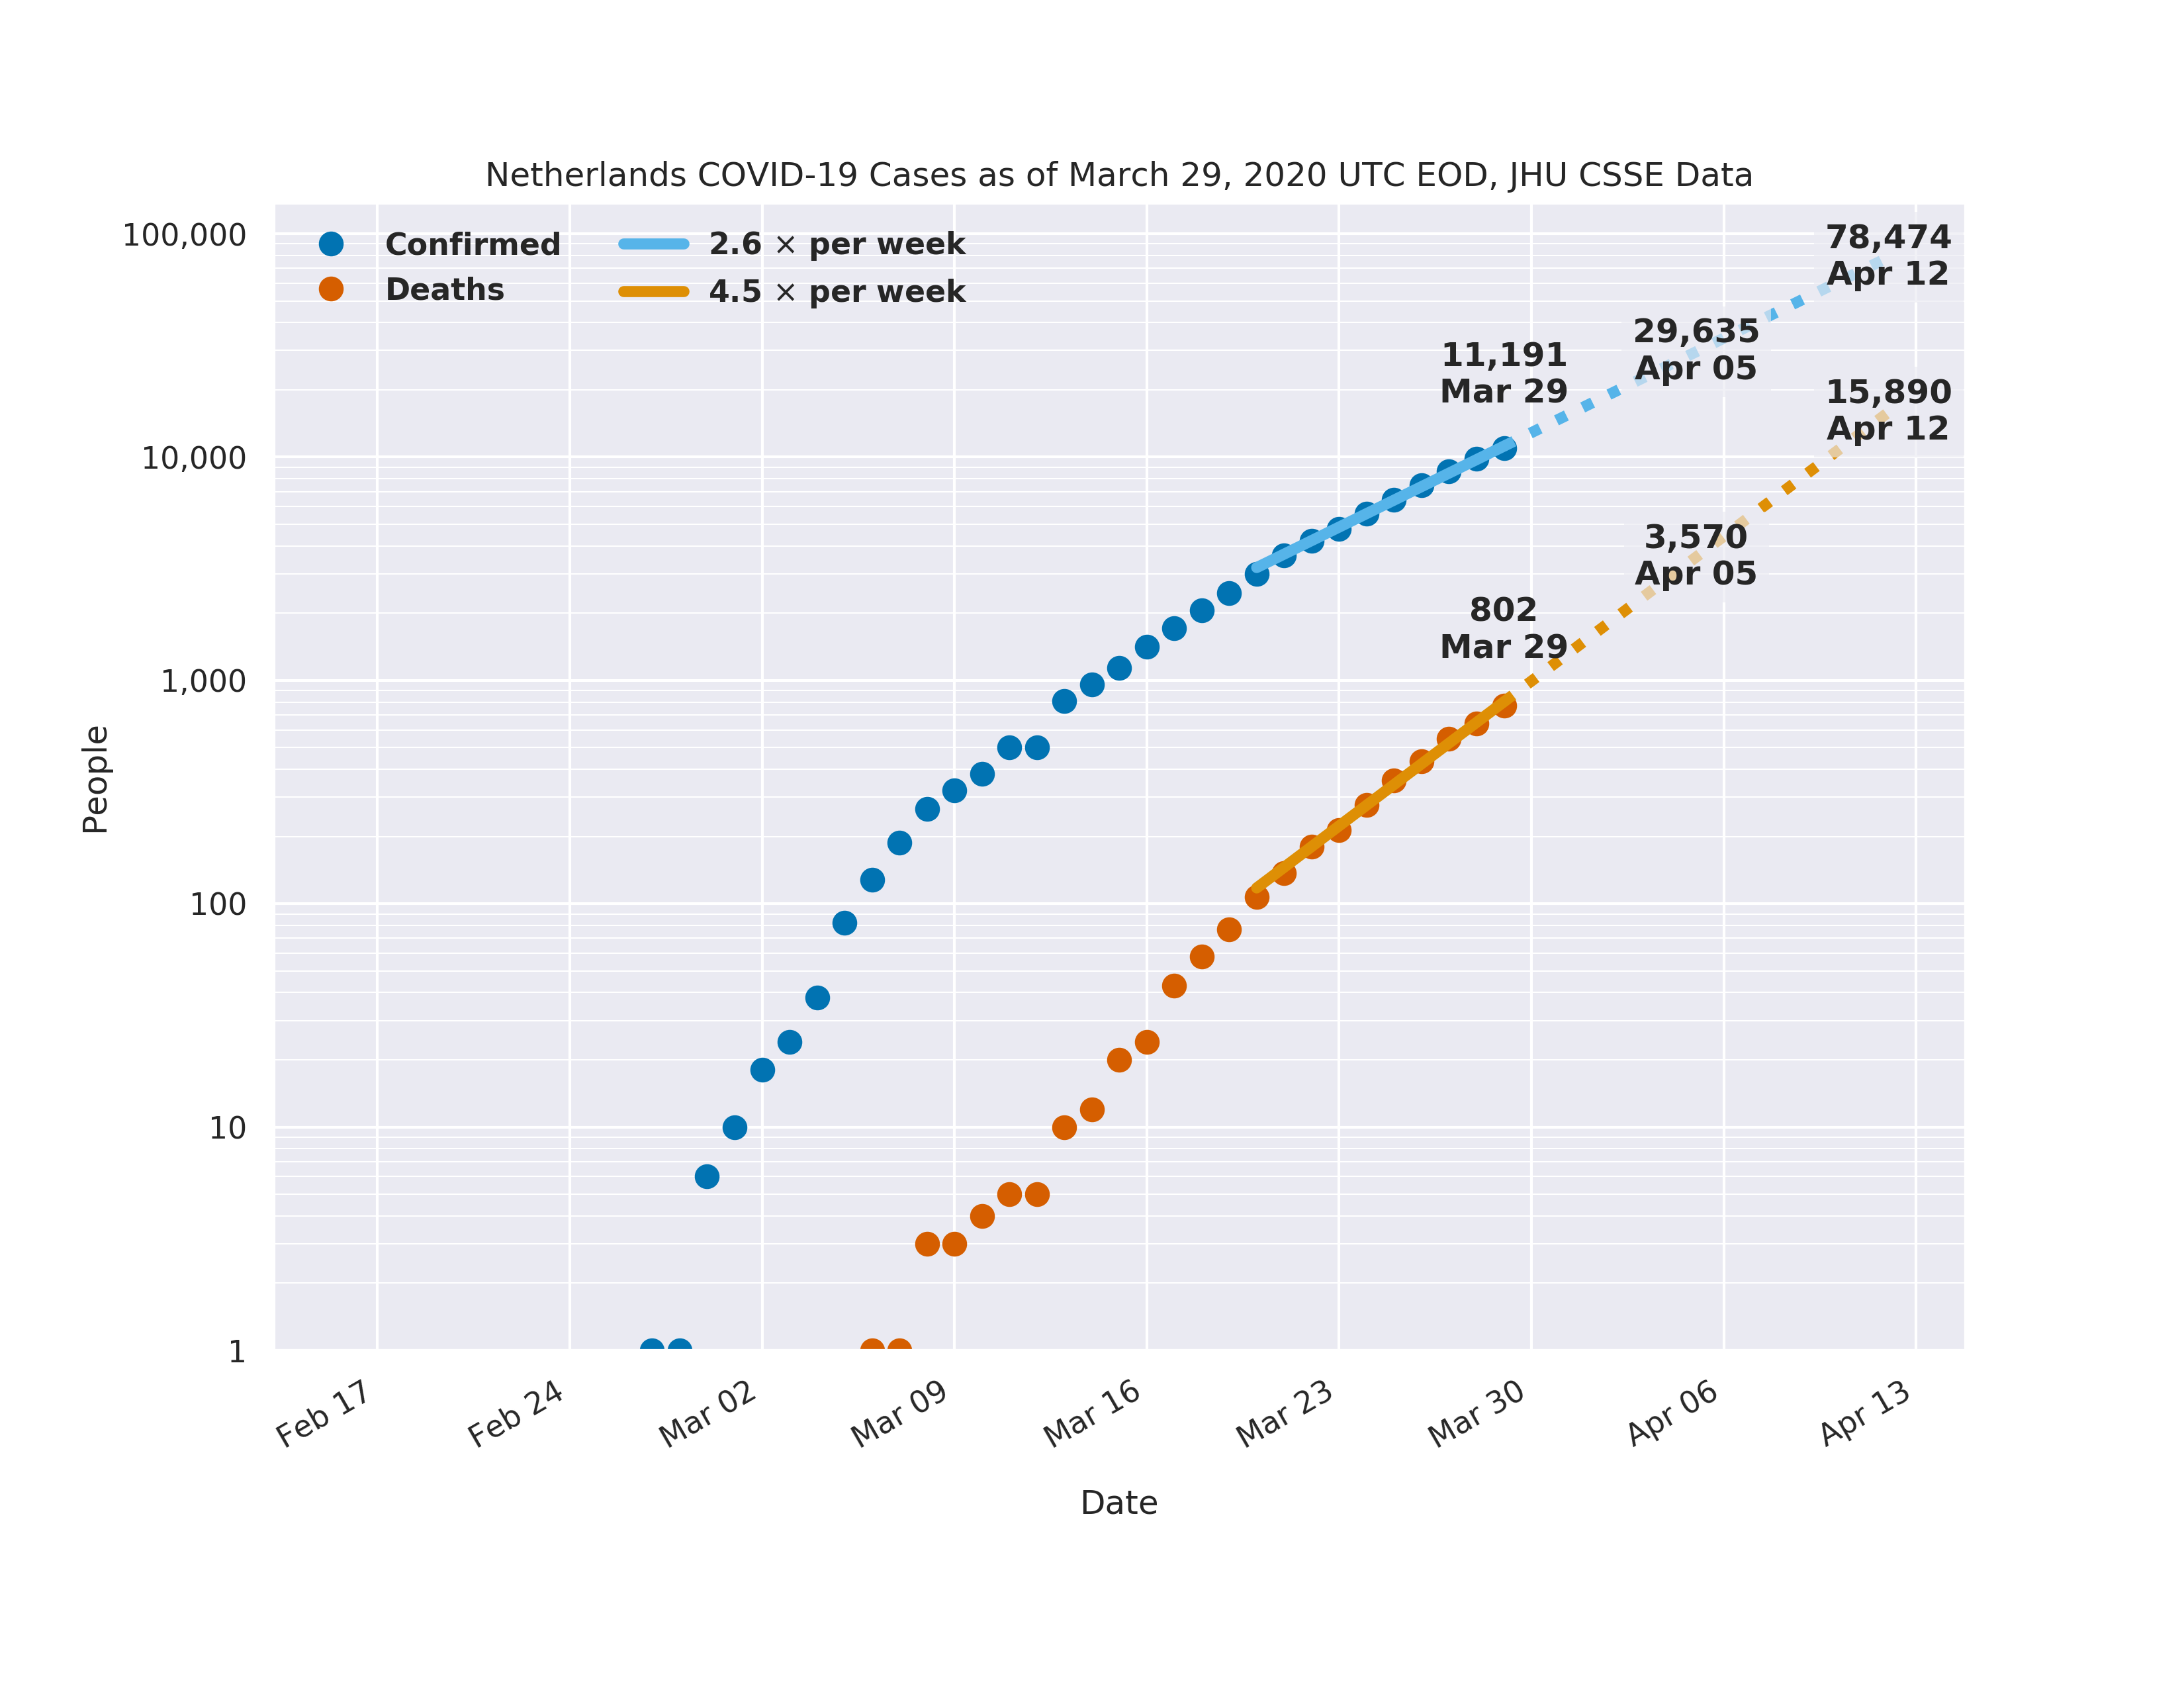 Netherlands COVID-19 Cases as of March 29, 2020 UTC EOD, JHU CSSE Data
Confirmed
Deaths
2.6 × per week
4.5 × per week
78,474
Apr 12
29,635
Apr 05
11,191
Mar 29
15,890
Apr 12
3,570
Apr 05
802
Mar 29
100,000
10,000
1,000
100
10
1
People
Feb 17
Feb 24
Mar 02
Mar 09
Mar 16
Mar 23
Mar 30
Apr 06
Apr 13
Date